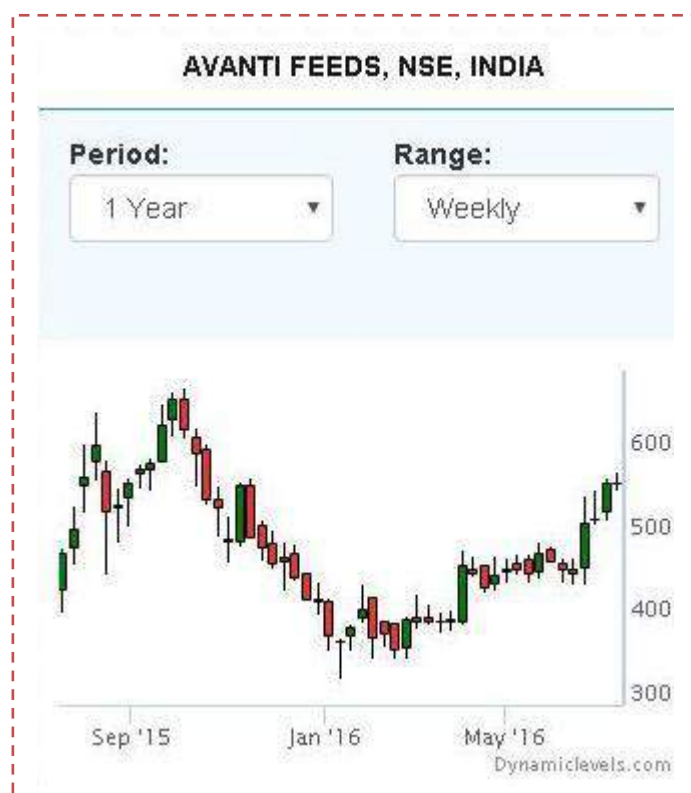 AVANTI FEEDS, NSE, INDIA
Period: Range:
1 Year Weekly
600
500
400
300
Sep '15 Jan '16 May '16
Dynamiclevels.com